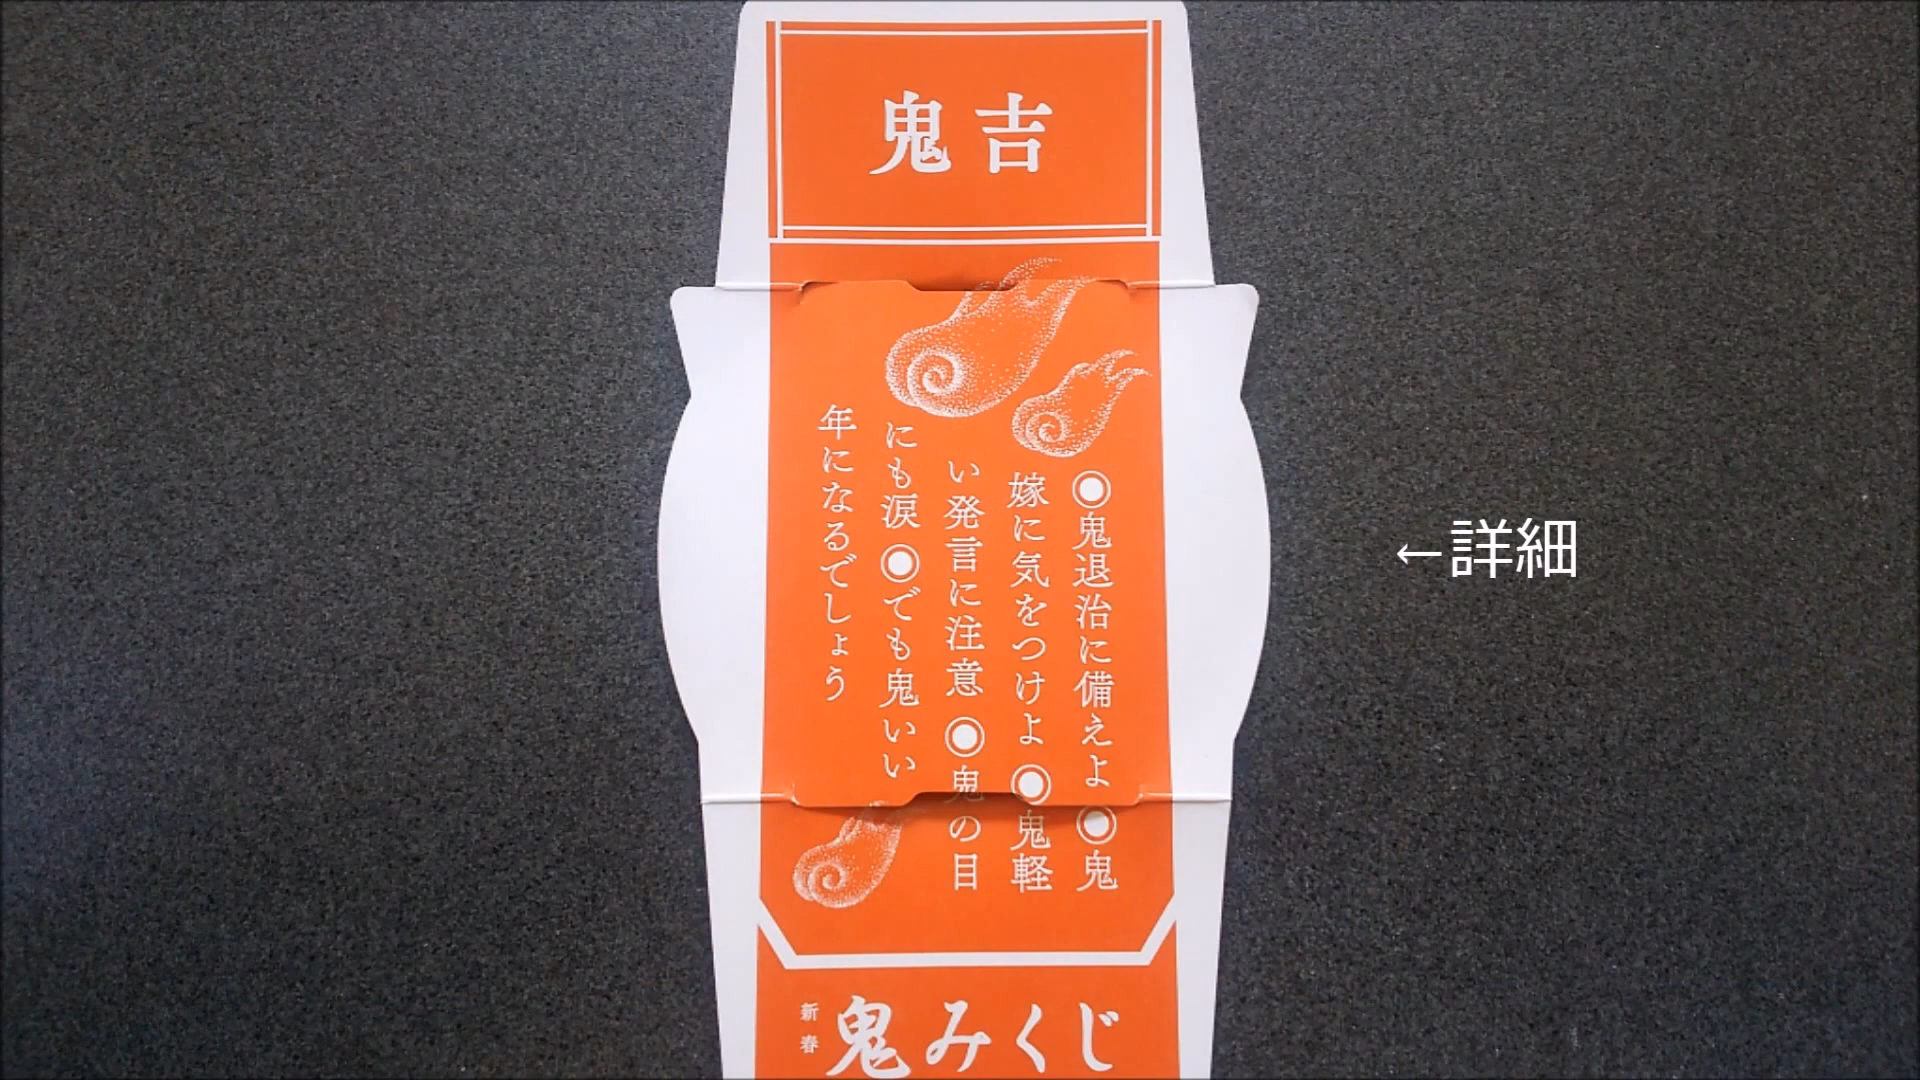 鬼吉
◉鬼退治に備えよ◉鬼
嫁に気をつけよ◉鬼軽
い発言に注意◉鬼の目
にも涙◉でも鬼いい
年になるでしょう
新春
鬼みくじ
←詳細